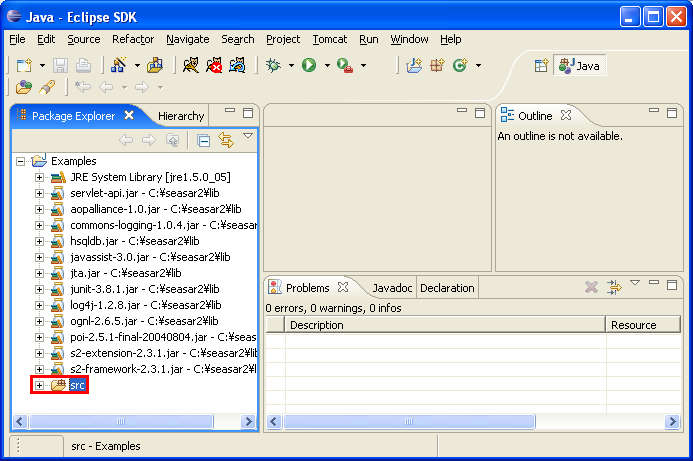 Java - Eclipse SDK
File Edit Source Refactor Navigate Search Project Tomcat Run Window Help
Java
Package Explorer Hierarchy
Outline
An outline is not available.
Examples
JRE System Library [jre1.5.0_05]
servlet-api.jar - C:¥seasar2¥lib
aopalliance-1.0.jar - C:¥seasar2¥lib
commons-logging-1.0.4.jar - C:¥seasar2¥lib
hsqldb.jar - C:¥seasar2¥lib
javassist-3.0.jar - C:¥seasar2¥lib
jta.jar - C:¥seasar2¥lib
junit-3.8.1.jar - C:¥seasar2¥lib
log4j-1.2.8.jar - C:¥seasar2¥lib
ognl-2.6.5.jar - C:¥seasar2¥lib
poi-2.5.1-final-20040804.jar - C:¥seasar2¥l
s2-extension-2.3.1.jar - C:¥seasar2¥lib
s2-framework-2.3.1.jar - C:¥seasar2¥lib
src
Problems Javadoc Declaration
0 errors, 0 warnings, 0 infos
Description Resource
src - Examples